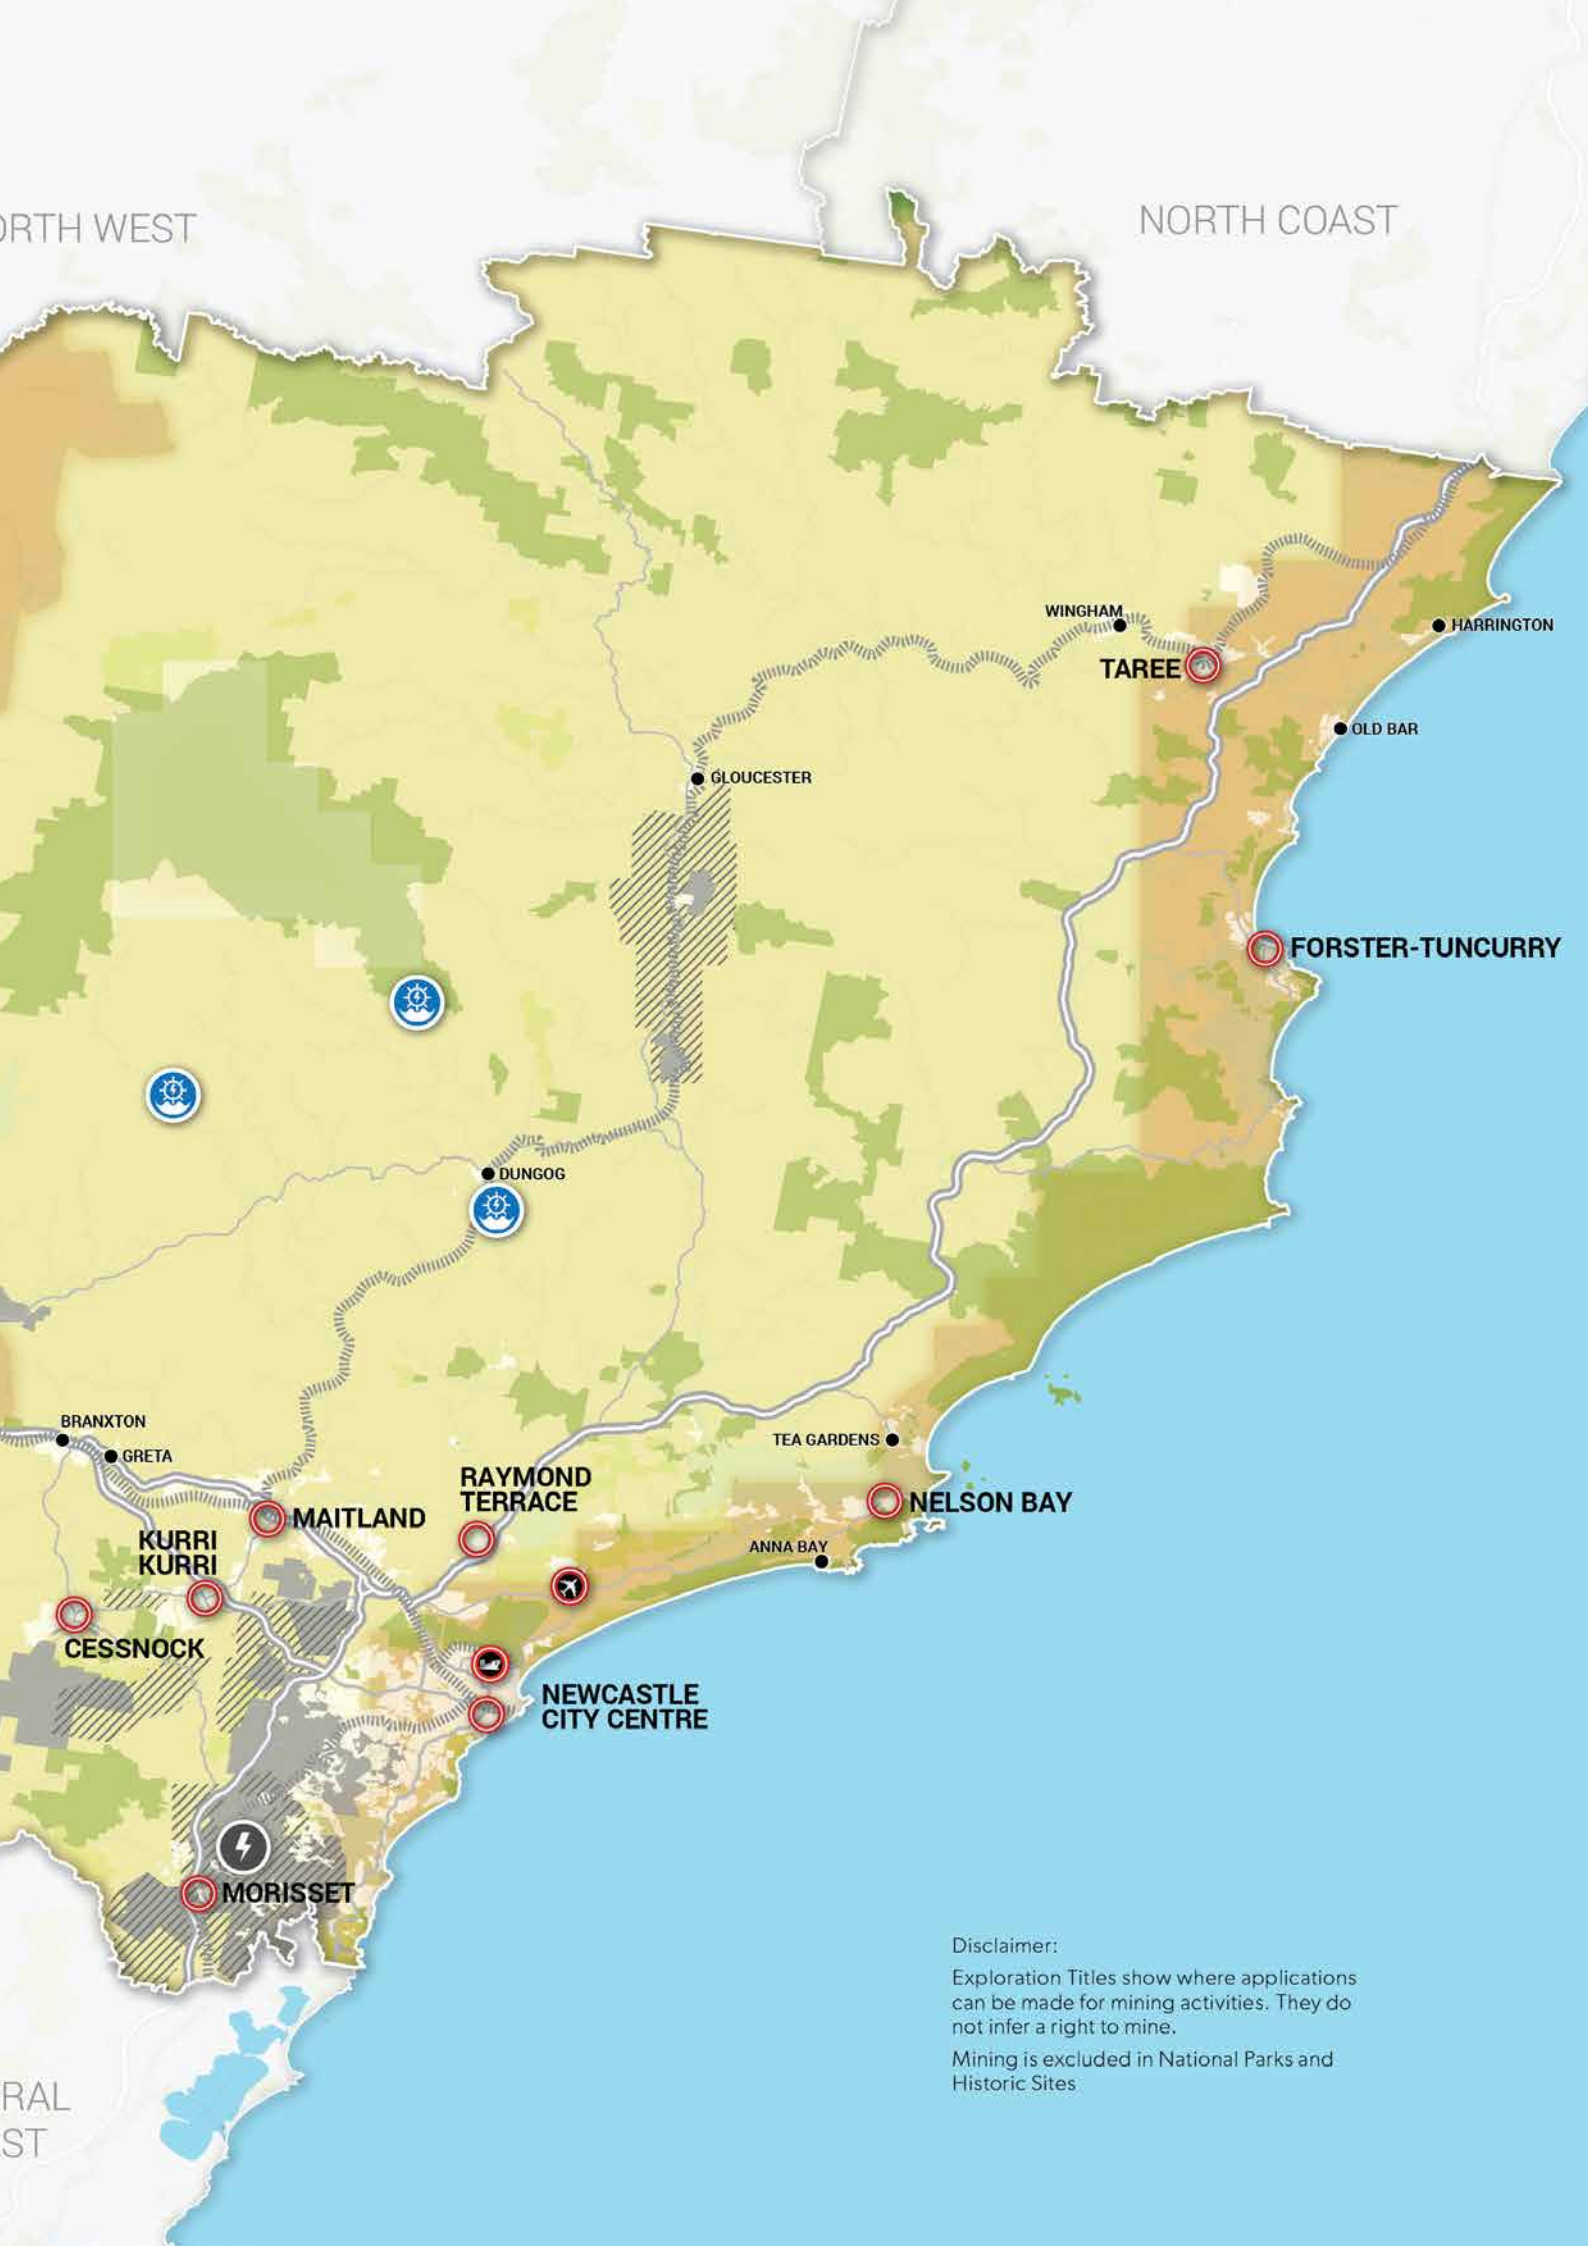 ORTH WEST
NORTH COAST
WINGHAM
HARRINGTON
TAREE
OLD BAR
GLOUCESTER
FORSTER-TUNCURRY
DUNGOG
BRANXTON
GRETA
TEA GARDENS
RAYMOND
TERRACE
NELSON BAY
MAITLAND
KURRI
KURRI
ANNA BAY
CESSNOCK
NEWCASTLE
CITY CENTRE
MORISSET
Disclaimer:
Exploration Titles show where applications
can be made for mining activities. They do
not infer a right to mine.
Mining is excluded in National Parks and
Historic Sites
RAL
ST